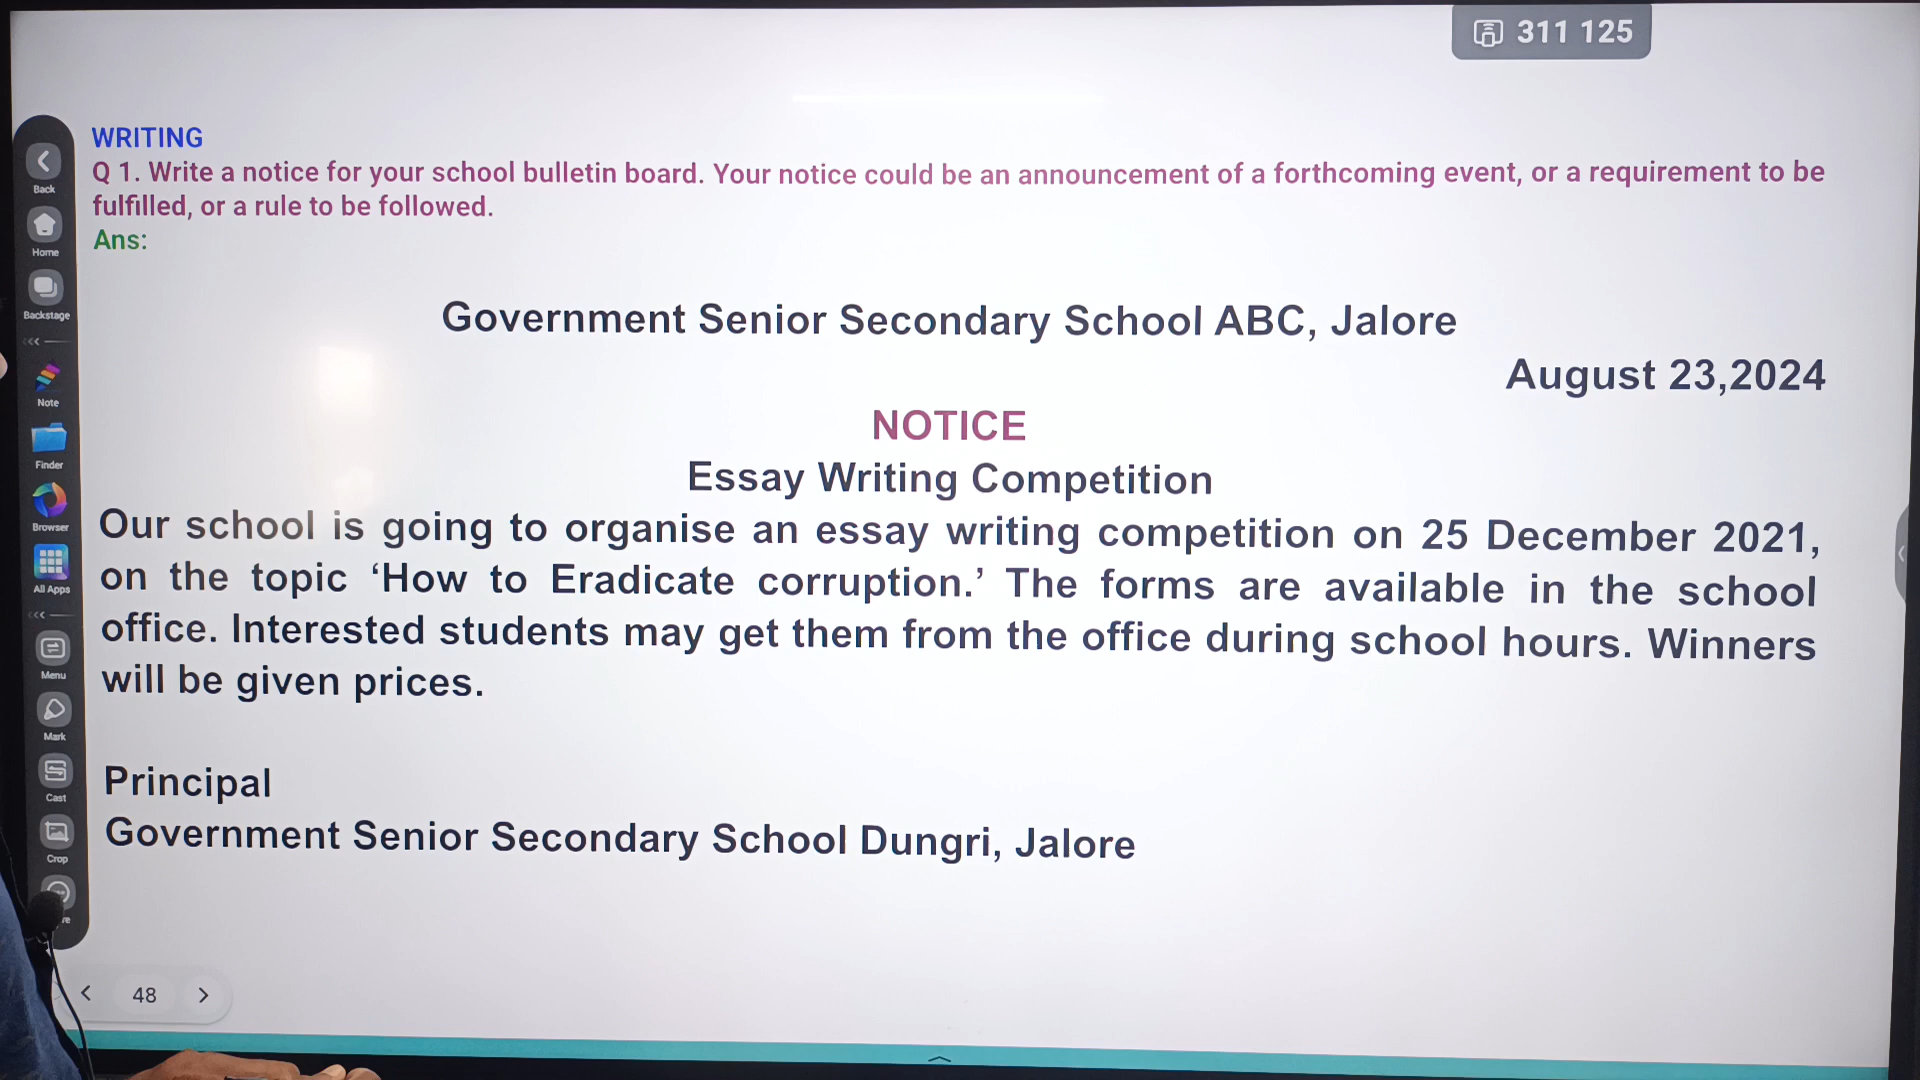 311 125
WRITING
Q 1. Write a notice for your school bulletin board. Your notice could be an announcement of a forthcoming event, or a requirement to be
fulfilled, or a rule to be followed.
Ans:
Government Senior Secondary School ABC, Jalore
August 23,2024
NOTICE
Essay Writing Competition
Our school is going to organise an essay writing competition on 25 December 2021,
on the topic ‘How to Eradicate corruption.’ The forms are available in the school
office. Interested students may get them from the office during school hours. Winners
will be given prices.
Principal
Government Senior Secondary School Dungri, Jalore
Back
Home
Backstage
Note
Finder
Browser
All Apps
Menu
Mark
Cast
Crop
48